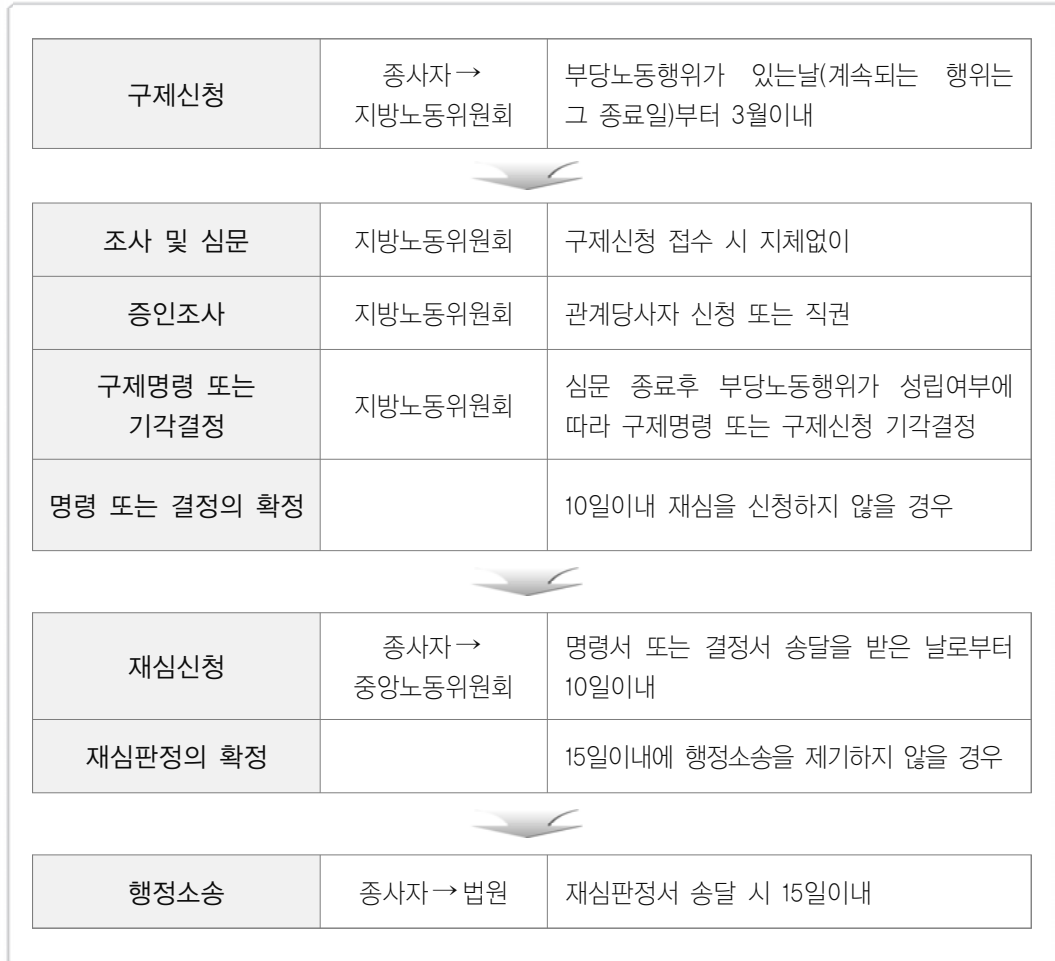 구제신청
종사자→
지방노동위원회
부당노동행위가 있는날(계속되는 행위는
그 종료일)부터 3월이내
조사 및 심문
지방노동위원회
구제신청 접수 시 지체없이
증인조사
지방노동위원회
관계당사자 신청 또는 직권
구제명령 또는
기각결정
지방노동위원회
심문 종료후 부당노동행위가 성립여부에
따라 구제명령 또는 구제신청 기각결정
명령 또는 결정의 확정
10일이내 재심을 신청하지 않을 경우
재심신청
종사자→
중앙노동위원회
명령서 또는 결정서 송달을 받은 날로부터
10일이내
재심판정의 확정
15일이내에 행정소송을 제기하지 않을 경우
행정소송
종사자→법원
재심판정서 송달 시 15일이내